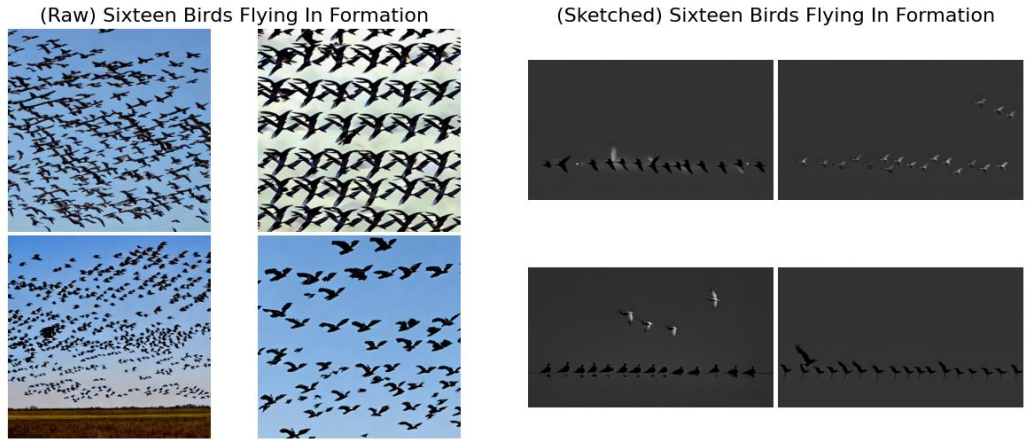 (Raw) Sixteen Birds Flying In Formation
(Sketched) Sixteen Birds Flying In Formation